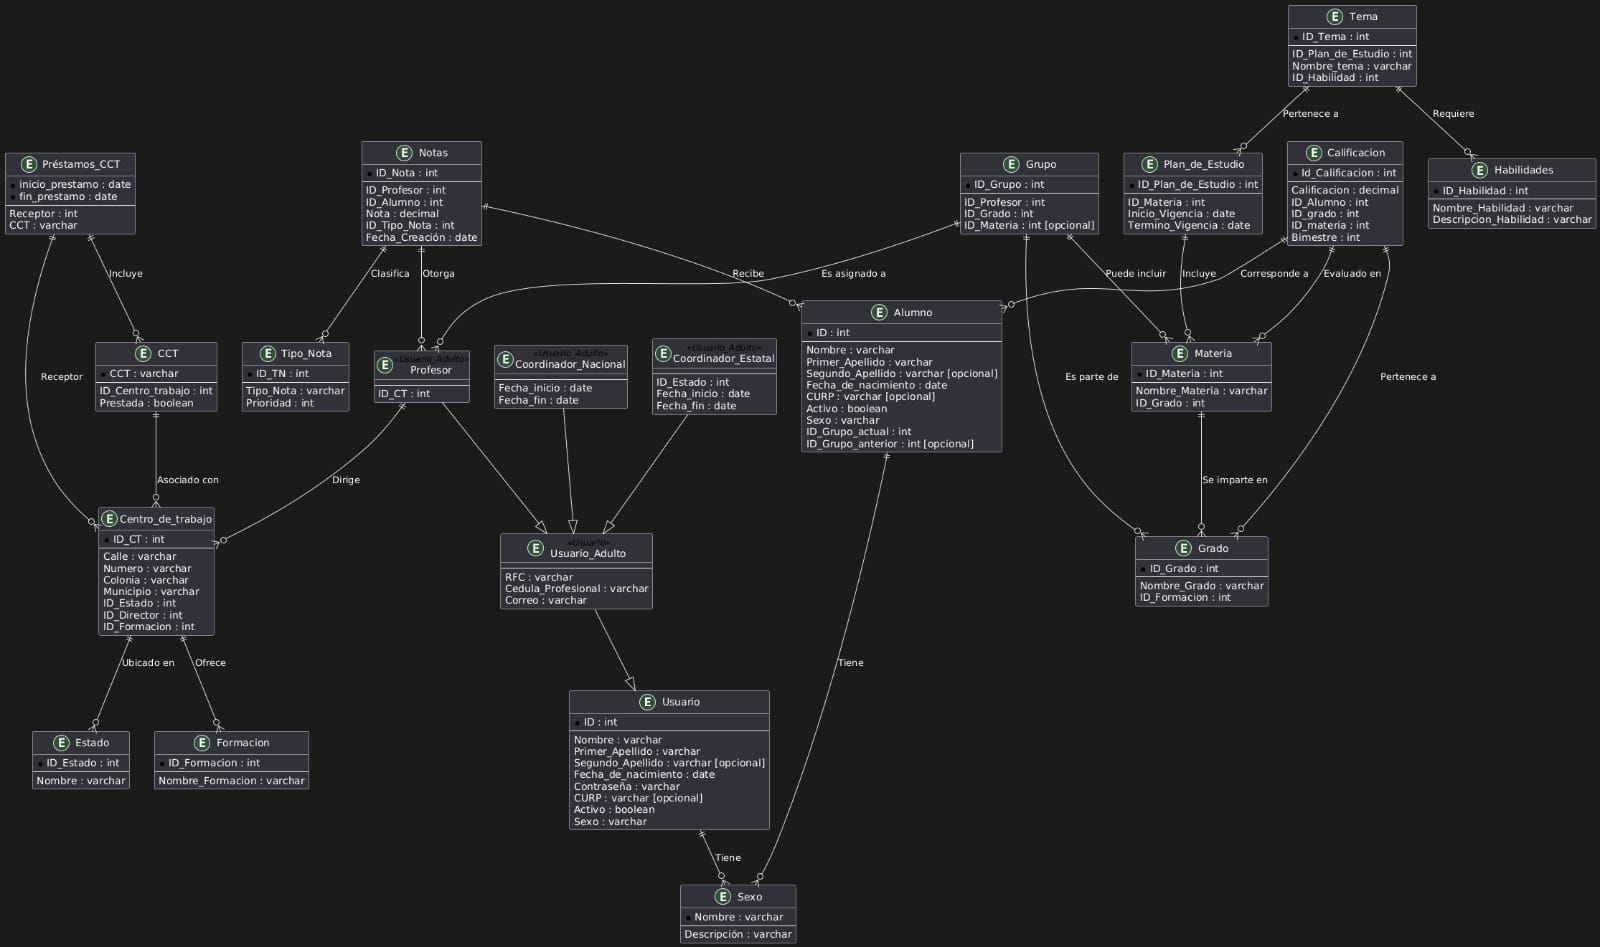 E Tema
ID_Tema : int
ID_Plan_de_Estudio : int
Nombre_tema : varchar
ID_Habilidad : int
Pertenece a
Requiere
E Préstamos_CCT
inicio_prestamo : date
fin_prestamo : date
Receptor : int
CCT : varchar
E Notas
ID_Nota : int
ID_Profesor : int
ID_Alumno : int
Nota : decimal
ID_Tipo_Nota : int
Fecha_Creación : date
E Grupo
ID_Grupo : int
ID_Profesor : int
ID_Grado : int
ID_Materia : int [opcional]
E Plan_de_Estudio
ID_Plan_de_Estudio : int
ID_Materia : int
Inicio_Vigencia : date
Termino_Vigencia : date
E Calificacion
Id_Calificacion : int
Calificacion : decimal
ID_Alumno : int
ID_grado : int
ID_materia : int
Bimestre : int
E Habilidades
ID_Habilidad : int
Nombre_Habilidad : varchar
Descripcion_Habilidad : varchar
Incluye
Clasifica
Otorga
Recibe
Es asignado a
Puede incluir
Incluye
Corresponde a
Evaluado en
Receptor
E CCT
CCT : varchar
ID_Centro_trabajo : int
Prestada : boolean
E Tipo_Nota
ID_TN : int
Tipo_Nota : varchar
Prioridad : int
E «Usuario_Adulto»
Profesor
ID_CT : int
E «Usuario_Adulto»
Coordinador_Nacional
Fecha_inicio : date
Fecha_fin : date
E «Usuario_Adulto»
Coordinador_Estatal
ID_Estado : int
Fecha_inicio : date
Fecha_fin : date
E Alumno
ID : int
Nombre : varchar
Primer_Apellido : varchar
Segundo_Apellido : varchar [opcional]
Fecha_de_nacimiento : date
CURP : varchar [opcional]
Activo : boolean
Sexo : varchar
ID_Grupo_actual : int
ID_Grupo_anterior : int [opcional]
Es parte de
E Materia
ID_Materia : int
Nombre_Materia : varchar
ID_Grado : int
Pertenece a
Asociado con
Dirige
Se imparte en
E Centro_de_trabajo
ID_CT : int
Calle : varchar
Numero : varchar
Colonia : varchar
Municipio : varchar
ID_Estado : int
ID_Director : int
ID_Formacion : int
E «Usuario»
Usuario_Adulto
RFC : varchar
Cedula_Profesional : varchar
Correo : varchar
E Grado
ID_Grado : int
Nombre_Grado : varchar
ID_Formacion : int
Ubicado en
Ofrece
Tiene
E Estado
ID_Estado : int
Nombre : varchar
E Formacion
ID_Formacion : int
Nombre_Formacion : varchar
E Usuario
ID : int
Nombre : varchar
Primer_Apellido : varchar
Segundo_Apellido : varchar [opcional]
Fecha_de_nacimiento : date
Contraseña : varchar
CURP : varchar [opcional]
Activo : boolean
Sexo : varchar
Tiene
E Sexo
Nombre : varchar
Descripción : varchar